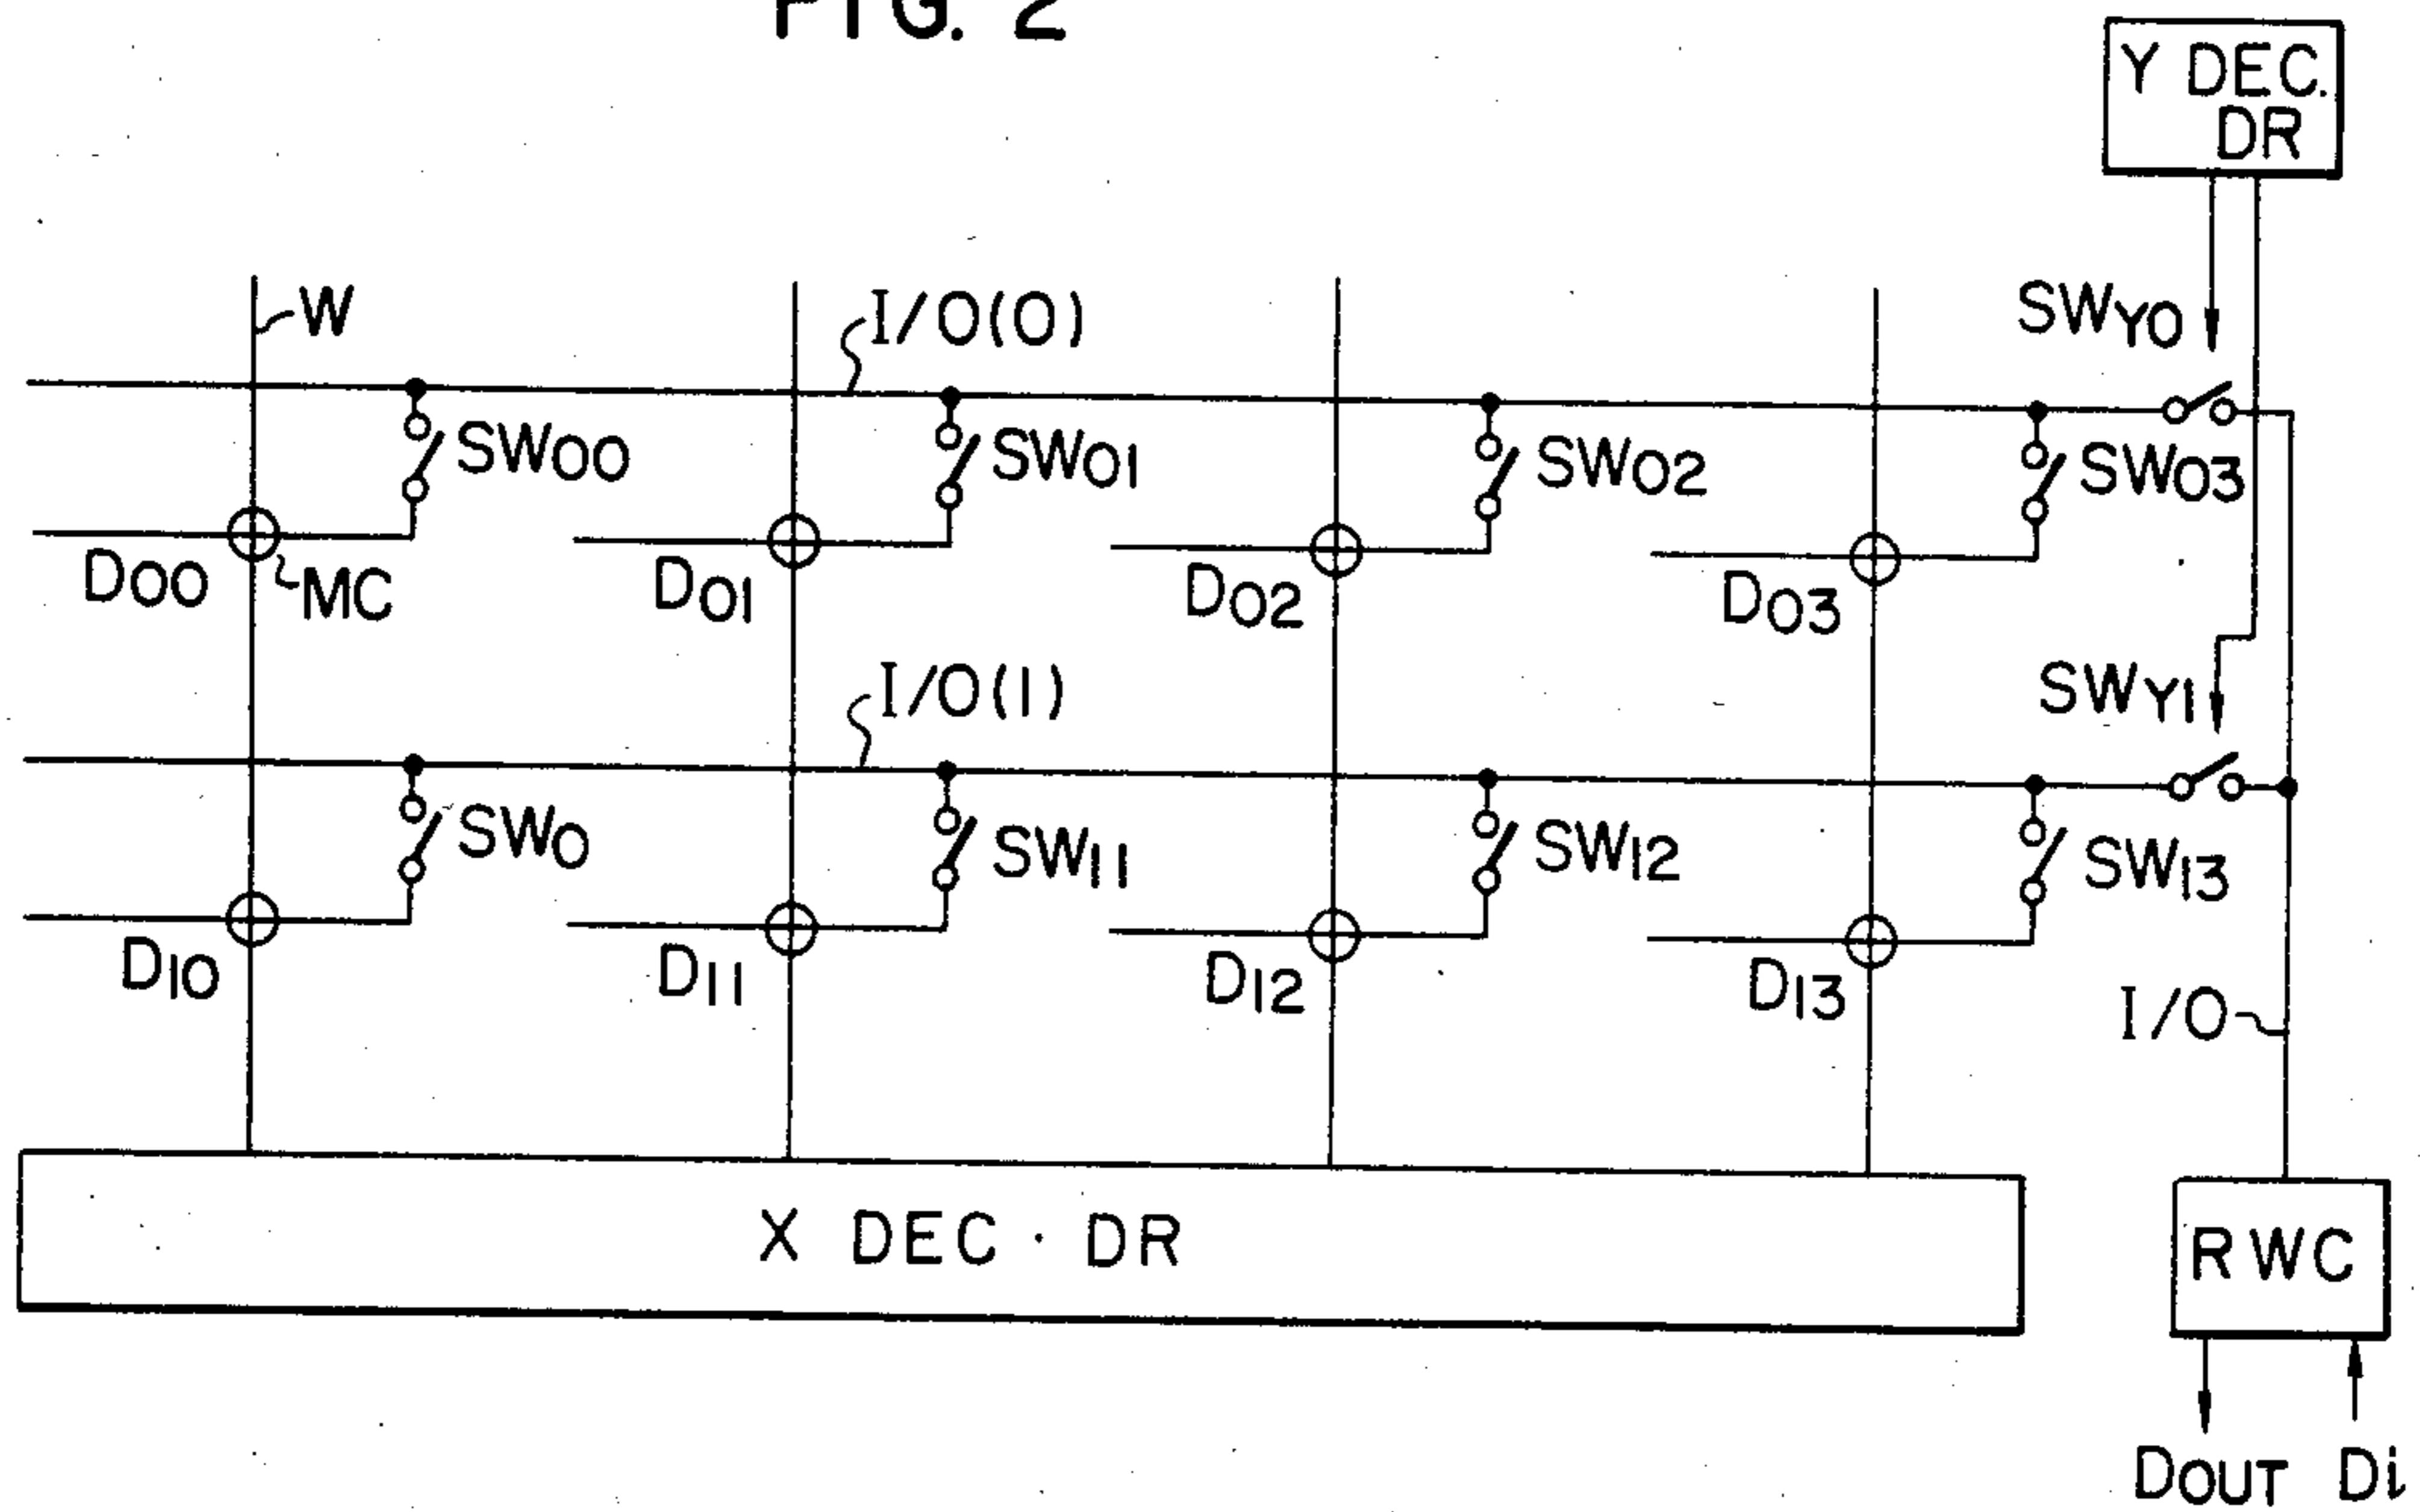 FIG. 2
Y DEC.
DR
W
I/O(0)
SWY0
SW00
SW01
SW02
SW03
D00
MC
D01
D02
D03
I/O(1)
SWY1
SW0
SW11
SW12
SW13
D10
D11
D12
D13
I/O
X DEC · DR
RWC
DOUT
Di